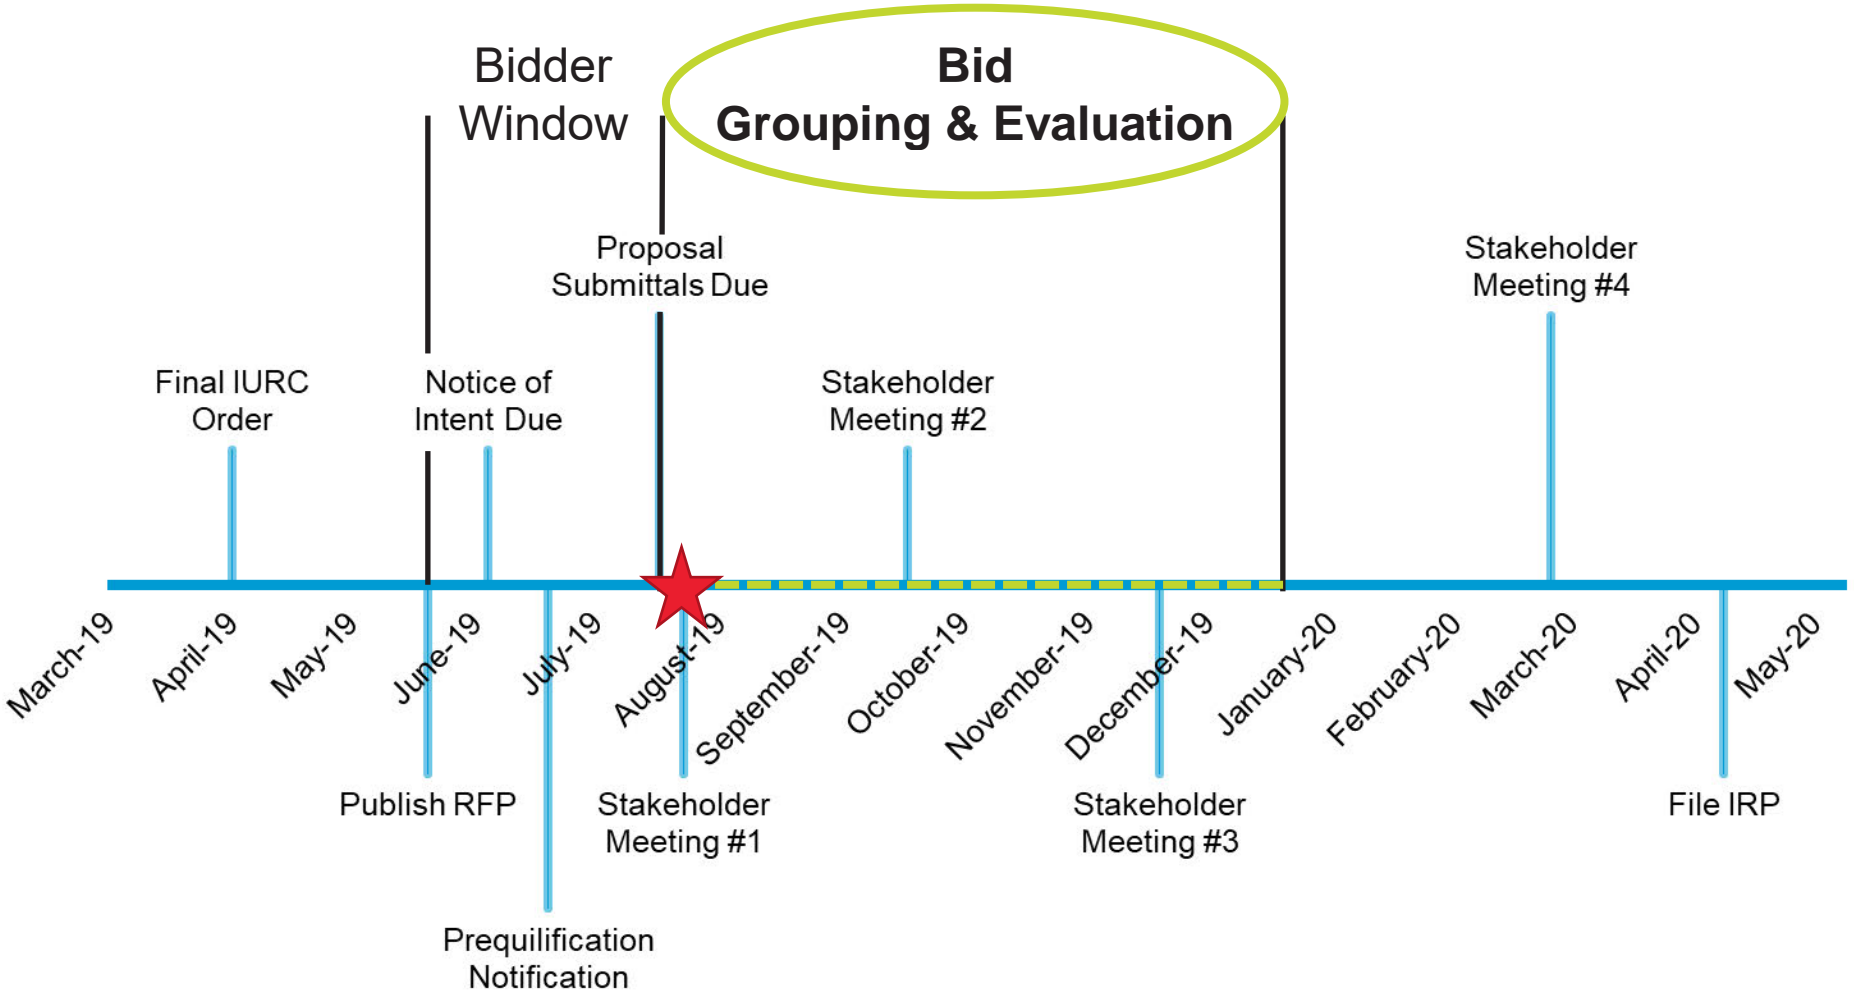 Bidder
Window
Bid
Grouping & Evaluation
Proposal
Submittals Due
Stakeholder
Meeting #4
Final IURC
Order
Notice of
Intent Due
Stakeholder
Meeting #2
March-19
April-19
May-19
June-19
July-19
August-19
September-19
October-19
November-19
December-19
January-20
February-20
March-20
April-20
May-20
Publish RFP
Stakeholder
Meeting #1
Stakeholder
Meeting #3
File IRP
Prequilification
Notification